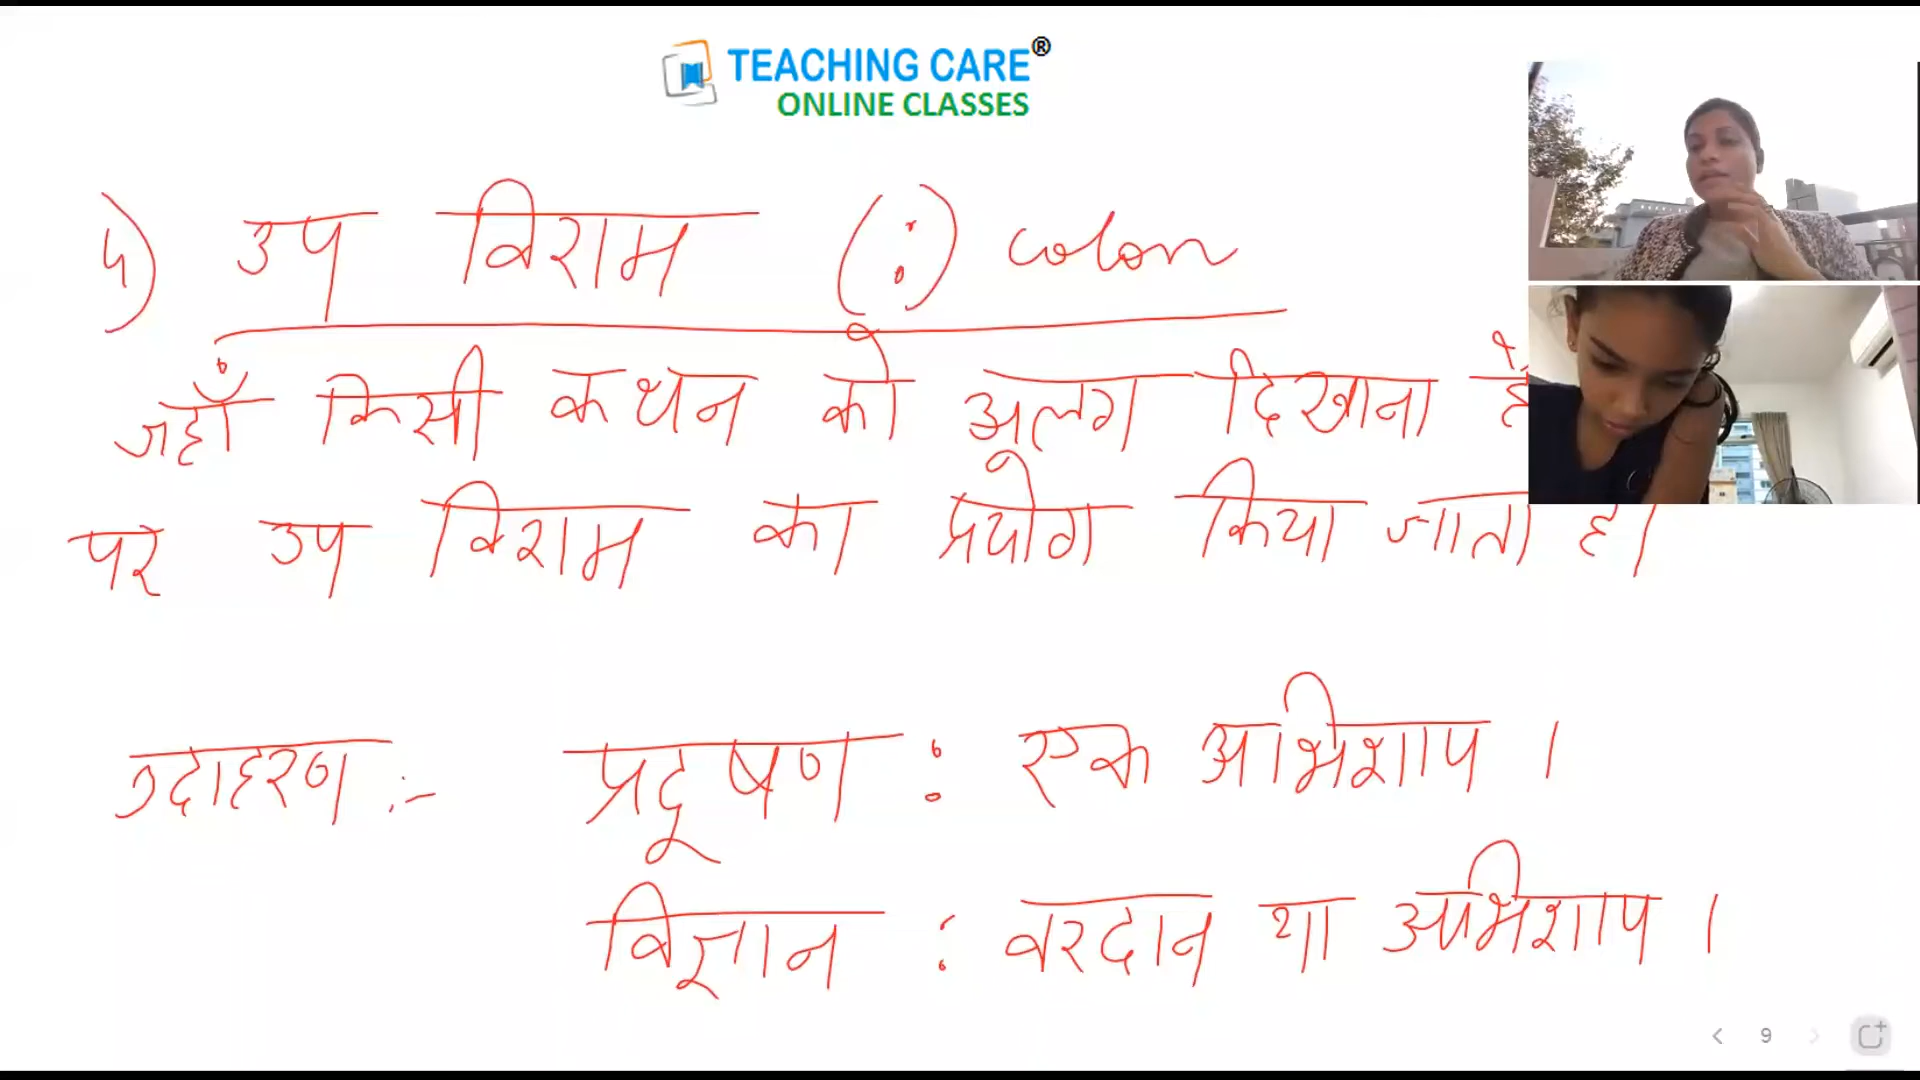 TEACHING CARE®
ONLINE CLASSES
५) उप विराम (:) colon
जहाँ किसी कथन को अलग दिखाना
पर उप विराम का प्रयोग किया जाता है।
उदाहरण :- प्रदूषण : एक अभिशाप ।
विज्ञान : वरदान या अभिशाप ।
9